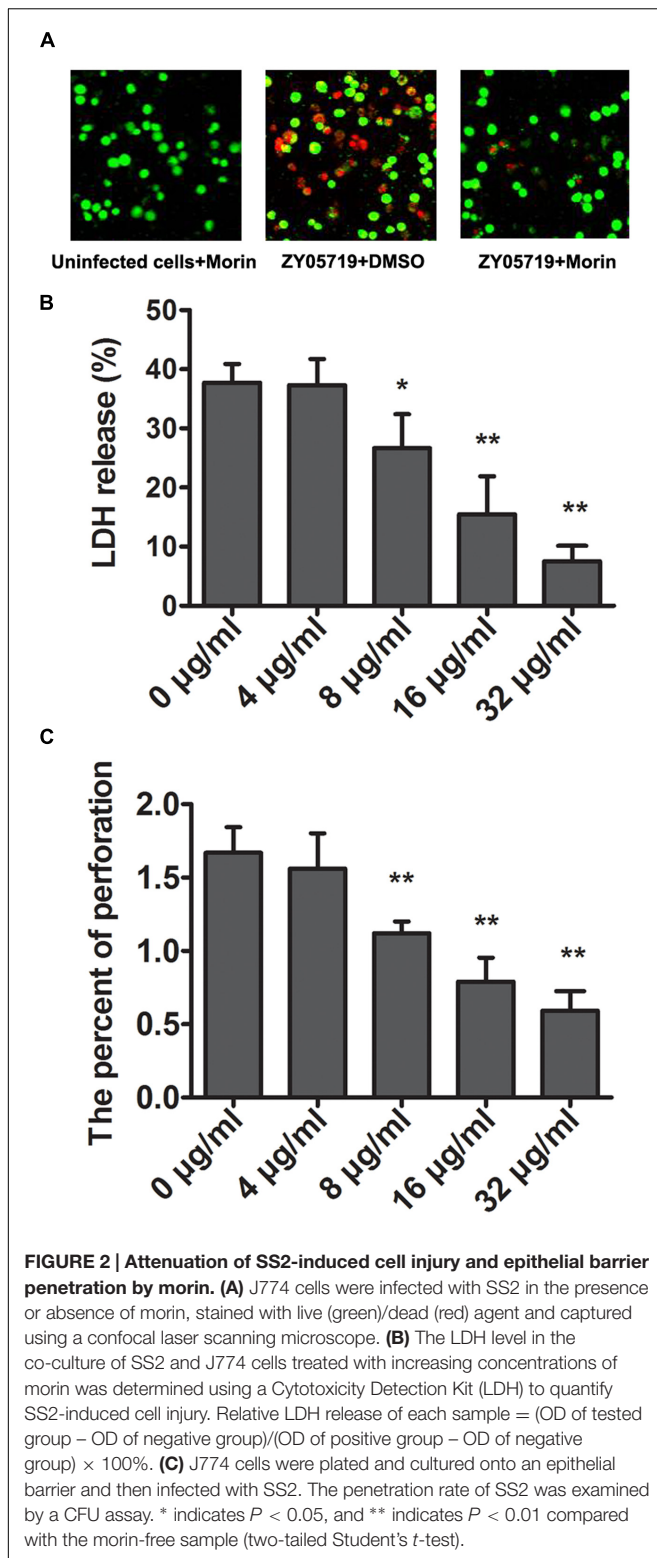 A
Uninfected cells+Morin ZY05719+DMSO ZY05719+Morin
B
LDH release (%)
50
40
30
20
10
0
* ** **
0 µg/ml 4 µg/ml 8 µg/ml 16 µg/ml 32 µg/ml
C
The percent of perforation
2.0
1.5
1.0
0.5
0.0
** ** **
0 µg/ml 4 µg/ml 8 µg/ml 16 µg/ml 32 µg/ml
FIGURE 2 | Attenuation of SS2-induced cell injury and epithelial barrier
penetration by morin. (A) J774 cells were infected with SS2 in the presence
or absence of morin, stained with live (green)/dead (red) agent and captured
using a confocal laser scanning microscope. (B) The LDH level in the
co-culture of SS2 and J774 cells treated with increasing concentrations of
morin was determined using a Cytotoxicity Detection Kit (LDH) to quantify
SS2-induced cell injury. Relative LDH release of each sample = (OD of tested
group – OD of negative group)/(OD of positive group – OD of negative
group) × 100%. (C) J774 cells were plated and cultured onto an epithelial
barrier and then infected with SS2. The penetration rate of SS2 was examined
by a CFU assay. * indicates P < 0.05, and ** indicates P < 0.01 compared
with the morin-free sample (two-tailed Student's t-test).